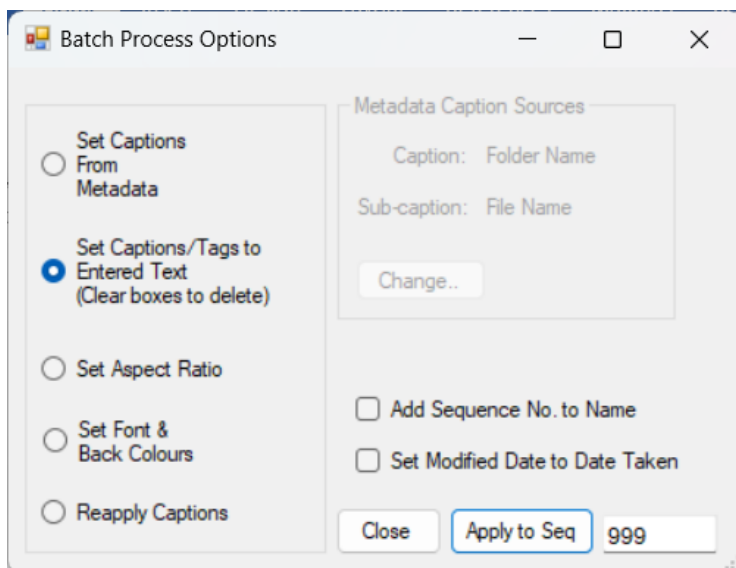 Batch Process Options
Set Captions
From
Metadata
Set Captions/Tags to
Entered Text
(Clear boxes to delete)
Set Aspect Ratio
Set Font &
Back Colours
Reapply Captions
Metadata Caption Sources
Caption: Folder Name
Sub-caption: File Name
Change..
Add Sequence No. to Name
Set Modified Date to Date Taken
Close Apply to Seq 999